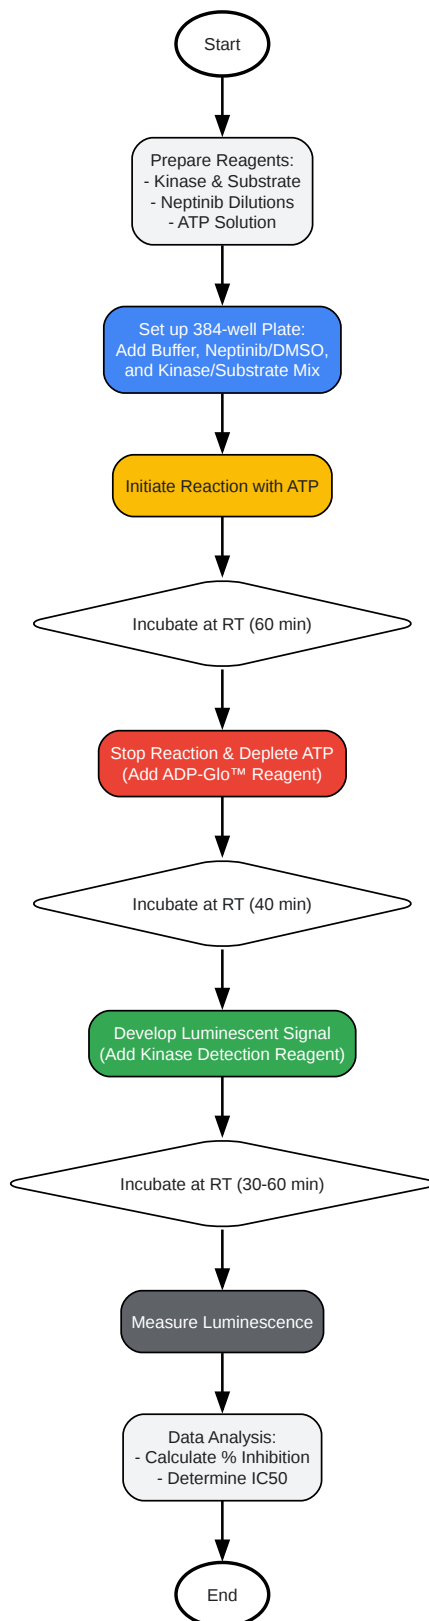 Start
Prepare Reagents:
- Kinase & Substrate
- Neptinib Dilutions
- ATP Solution
Set up 384-well Plate:
Add Buffer, Neptinib/DMSO,
and Kinase/Substrate Mix
Initiate Reaction with ATP
Incubate at RT (60 min)
Stop Reaction & Deplete ATP
(Add ADP-Glo™ Reagent)
Incubate at RT (40 min)
Develop Luminescent Signal
(Add Kinase Detection Reagent)
Incubate at RT (30-60 min)
Measure Luminescence
Data Analysis:
- Calculate % Inhibition
- Determine IC50
End